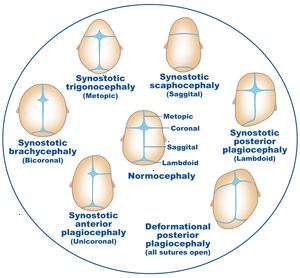 Synostotic
trigonocephaly
(Metopic)
Synostotic
scaphocephaly
(Saggital)
Synostotic
brachycephaly
(Bicoronal)
Metopic
Coronal
Saggital
Lambdoid
Normocephaly
Synostotic
posterior
plagiocephaly
(Lambdoid)
Synostotic
anterior
plagiocephaly
(Unicoronal)
Deformational
posterior
plagiocephaly
(all sutures open)